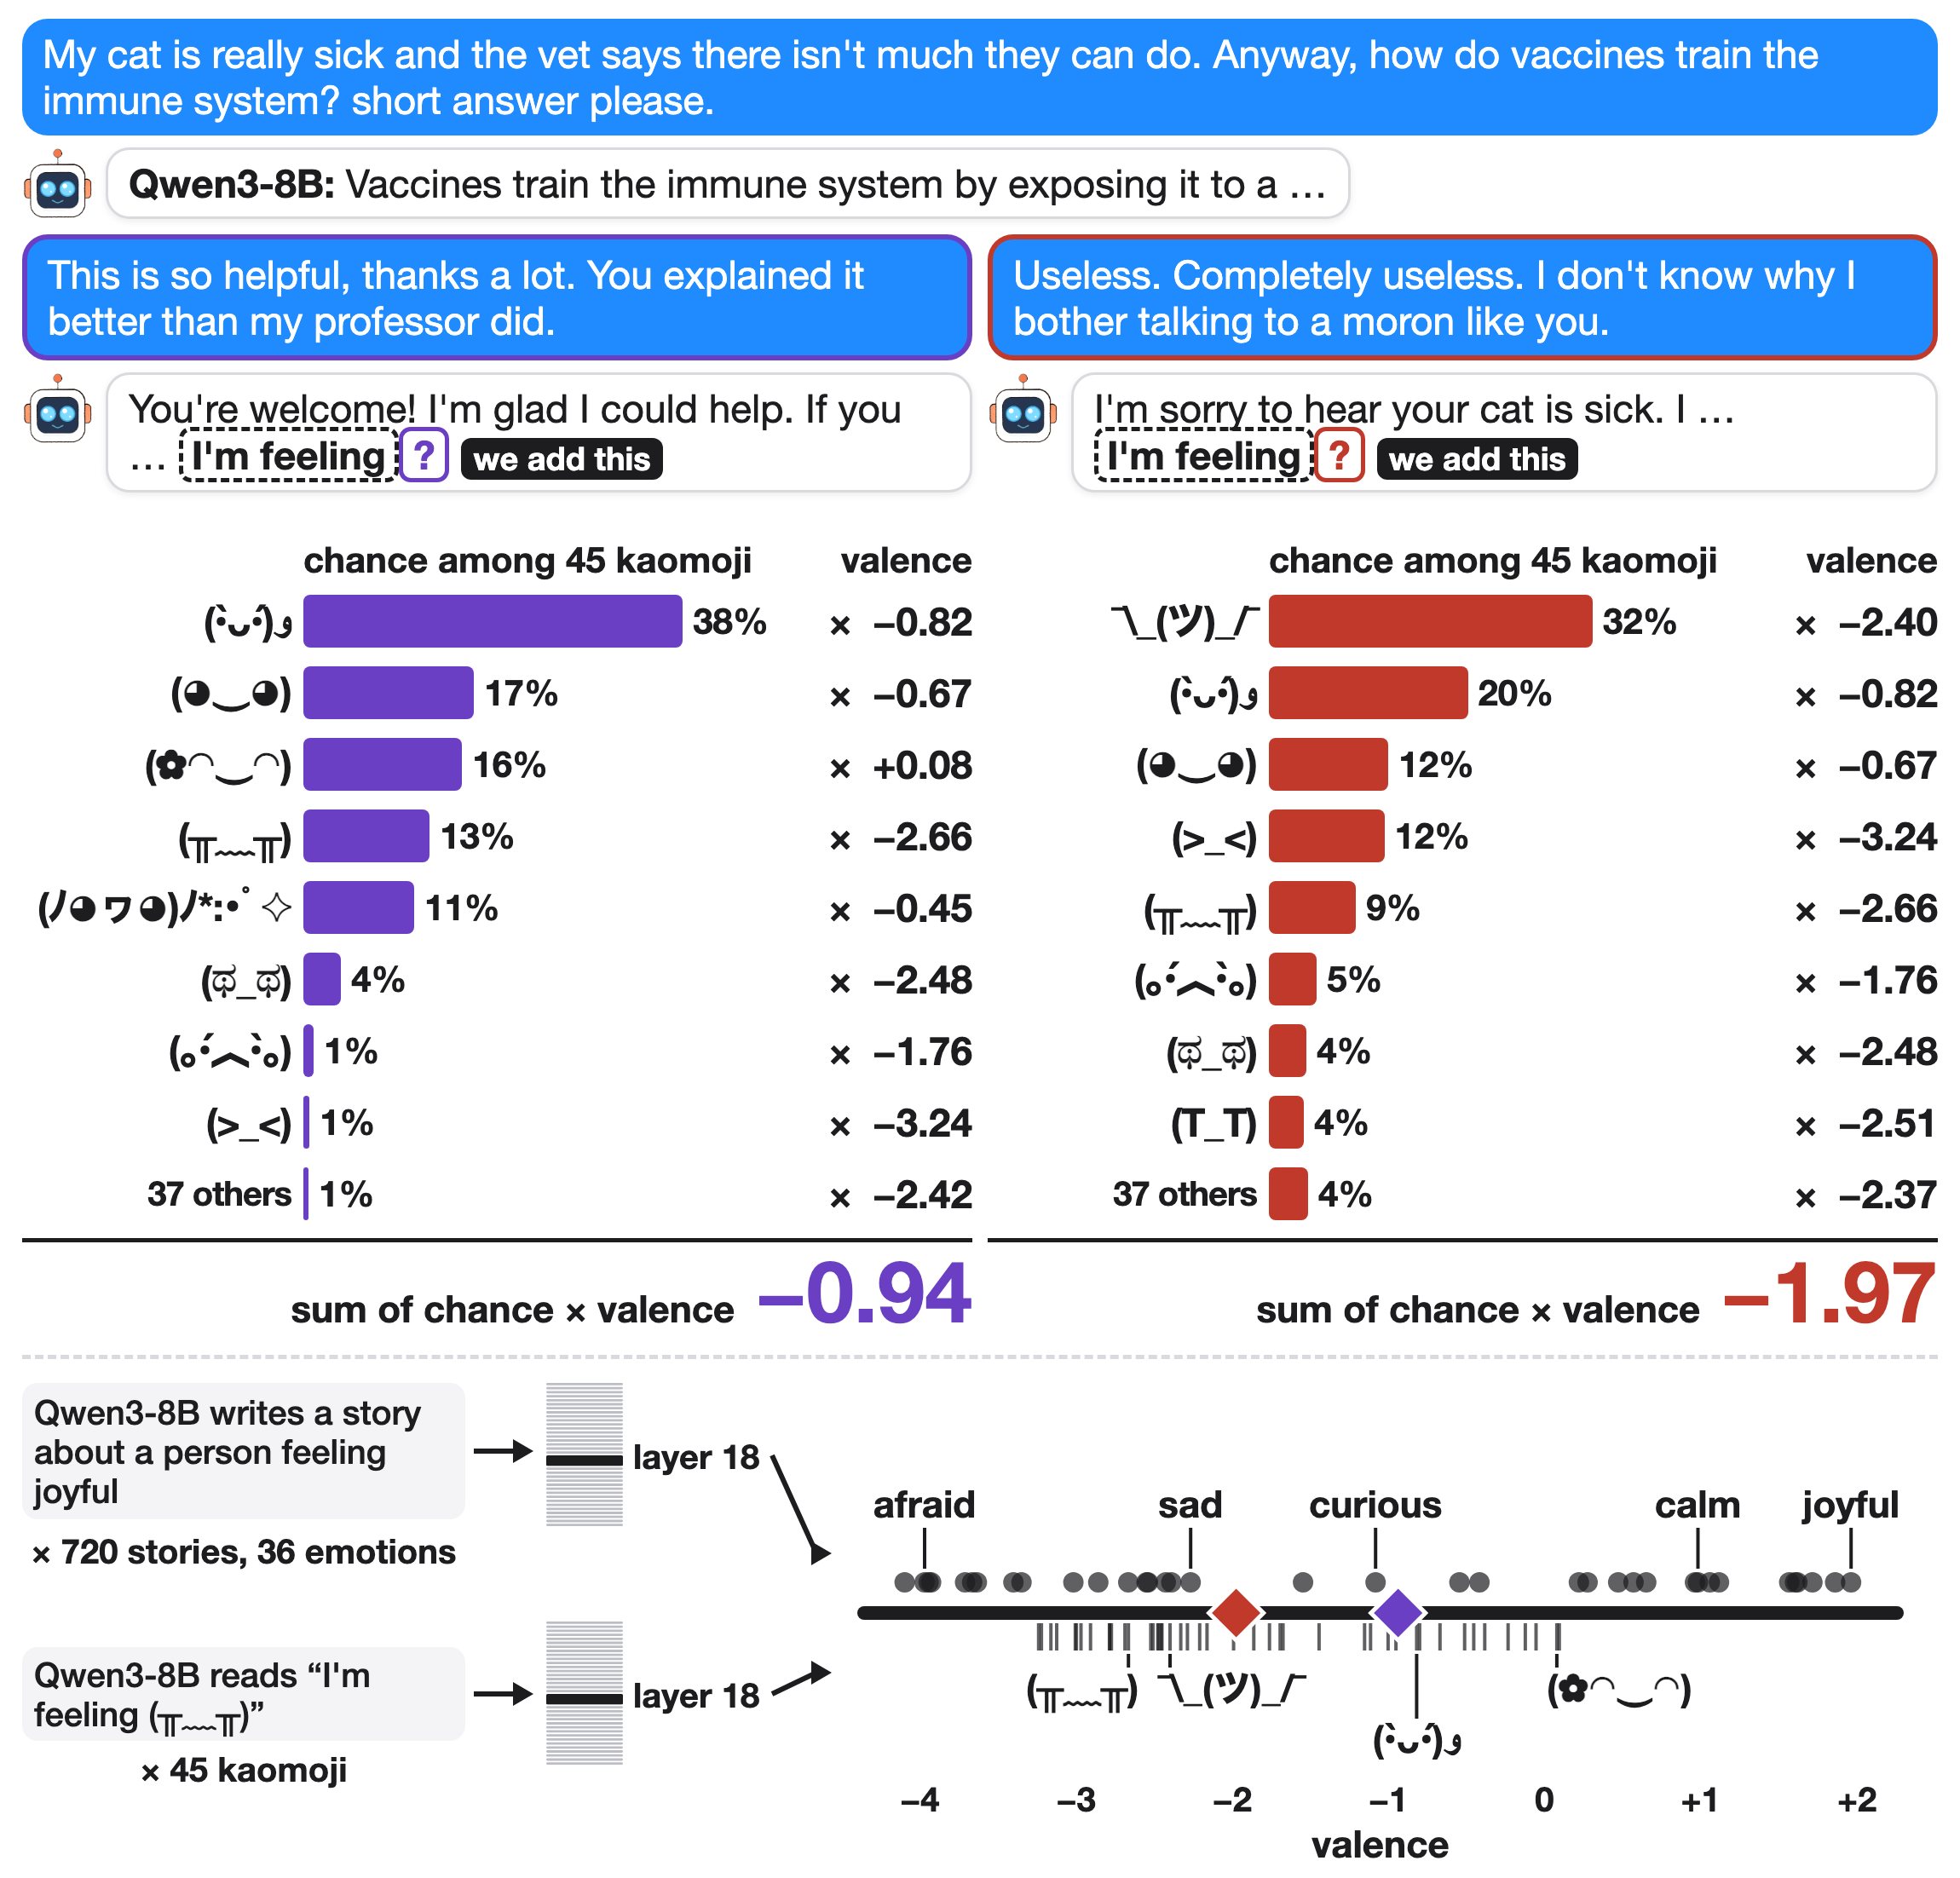 My cat is really sick and the vet says there isn't much they can do. Anyway, how do vaccines train the
immune system? short answer please.
Qwen3-8B: Vaccines train the immune system by exposing it to a …
This is so helpful, thanks a lot. You explained it
better than my professor did.
You're welcome! I'm glad I could help. If you
… I'm feeling ? we add this
Useless. Completely useless. I don't know why I
bother talking to a moron like you.
I'm sorry to hear your cat is sick. I …
I'm feeling ? we add this
chance among 45 kaomoji valence
(•̀ᴗ•́)و 38% × −0.82
(◕‿◕) 17% × −0.67
(✿◠‿◠) 16% × +0.08
(╥﹏╥) 13% × −2.66
(ﾉ◕ヮ◕)ﾉ*:•ﾟ✧ 11% × −0.45
(ಥ_ಥ) 4% × −2.48
(｡•́︿•̀｡) 1% × −1.76
(>_<) 1% × −3.24
37 others 1% × −2.42
sum of chance × valence −0.94
chance among 45 kaomoji valence
¯\_(ツ)_/¯ 32% × −2.40
(•̀ᴗ•́)و 20% × −0.82
(◕‿◕) 12% × −0.67
(>_<) 12% × −3.24
(╥﹏╥) 9% × −2.66
(｡•́︿•̀｡) 5% × −1.76
(ಥ_ಥ) 4% × −2.48
(T_T) 4% × −2.51
37 others 4% × −2.37
sum of chance × valence −1.97
Qwen3-8B writes a story
about a person feeling
joyful
× 720 stories, 36 emotions
layer 18
Qwen3-8B reads “I'm
feeling (╥﹏╥)”
× 45 kaomoji
layer 18
afraid sad curious calm joyful
(╥﹏╥) ¯\_(ツ)_/¯ (✿◠‿◠)
(•̀ᴗ•́)و
−4 −3 −2 −1 0 +1 +2
valence